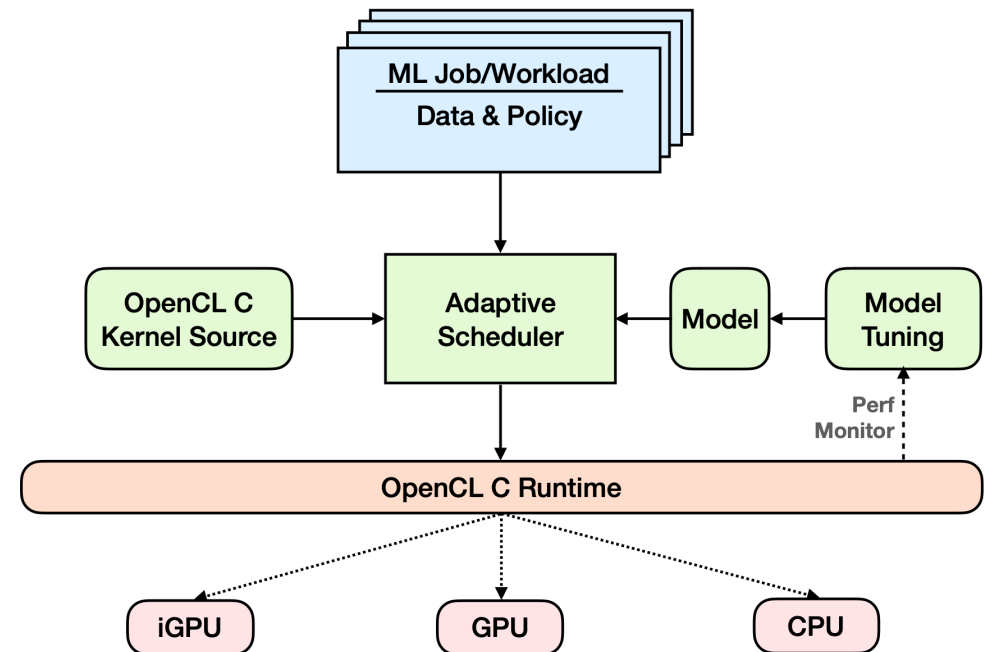 ML Job/Workload
Data & Policy
OpenCL C
Kernel Source
Adaptive
Scheduler
Model
Model
Tuning
Perf
Monitor
OpenCL C Runtime
iGPU
GPU
CPU